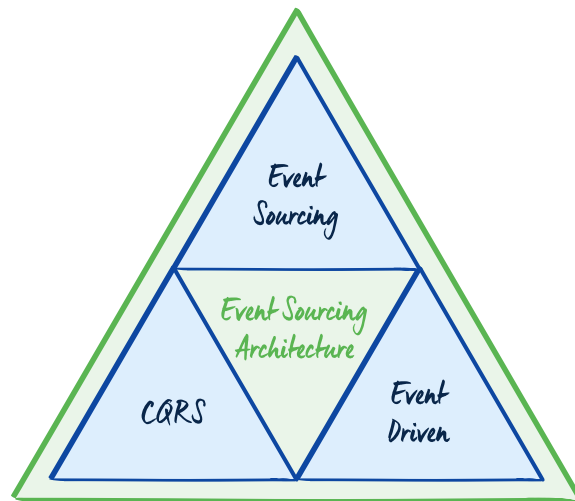 Event
Sourcing
Event Sourcing
Architecture
CQRS
Event
Driven